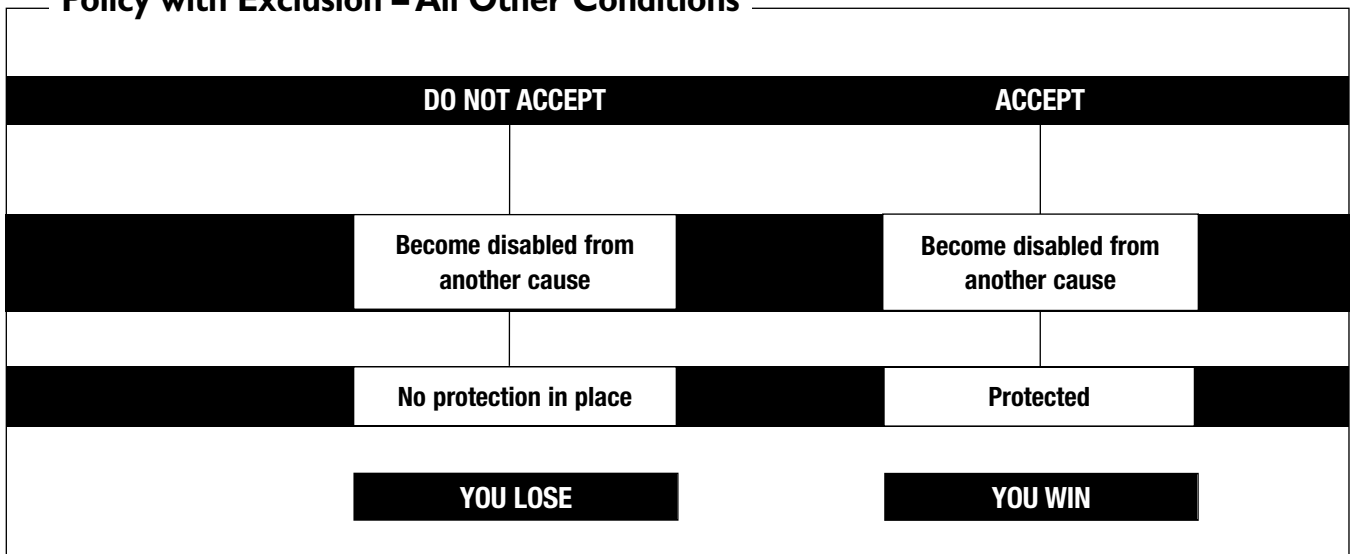 Policy with Exclusion – All Other Conditions
DO NOT ACCEPT
ACCEPT
Become disabled from
another cause
Become disabled from
another cause
No protection in place
Protected
YOU LOSE
YOU WIN